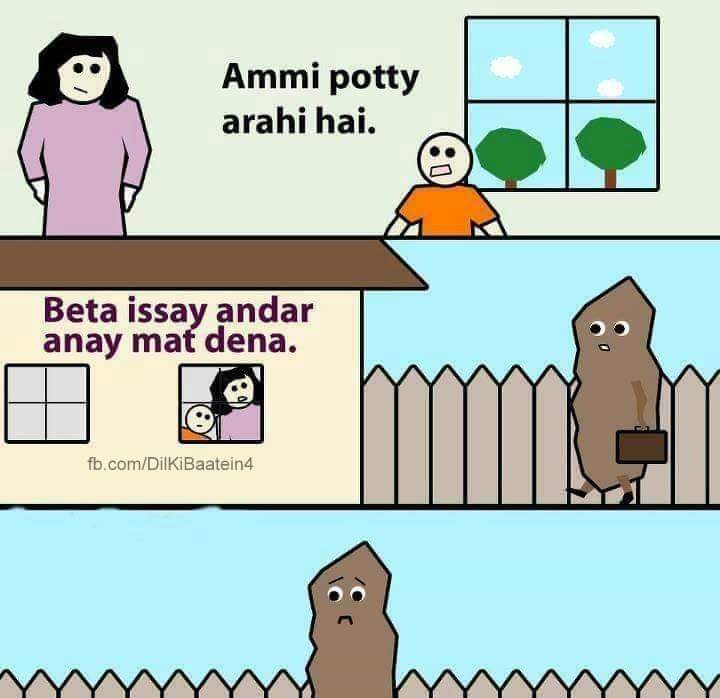 Ammi potty
arahi hai.
Beta issay andar
anay mat dena.
fb.com/DilKiBaatein4